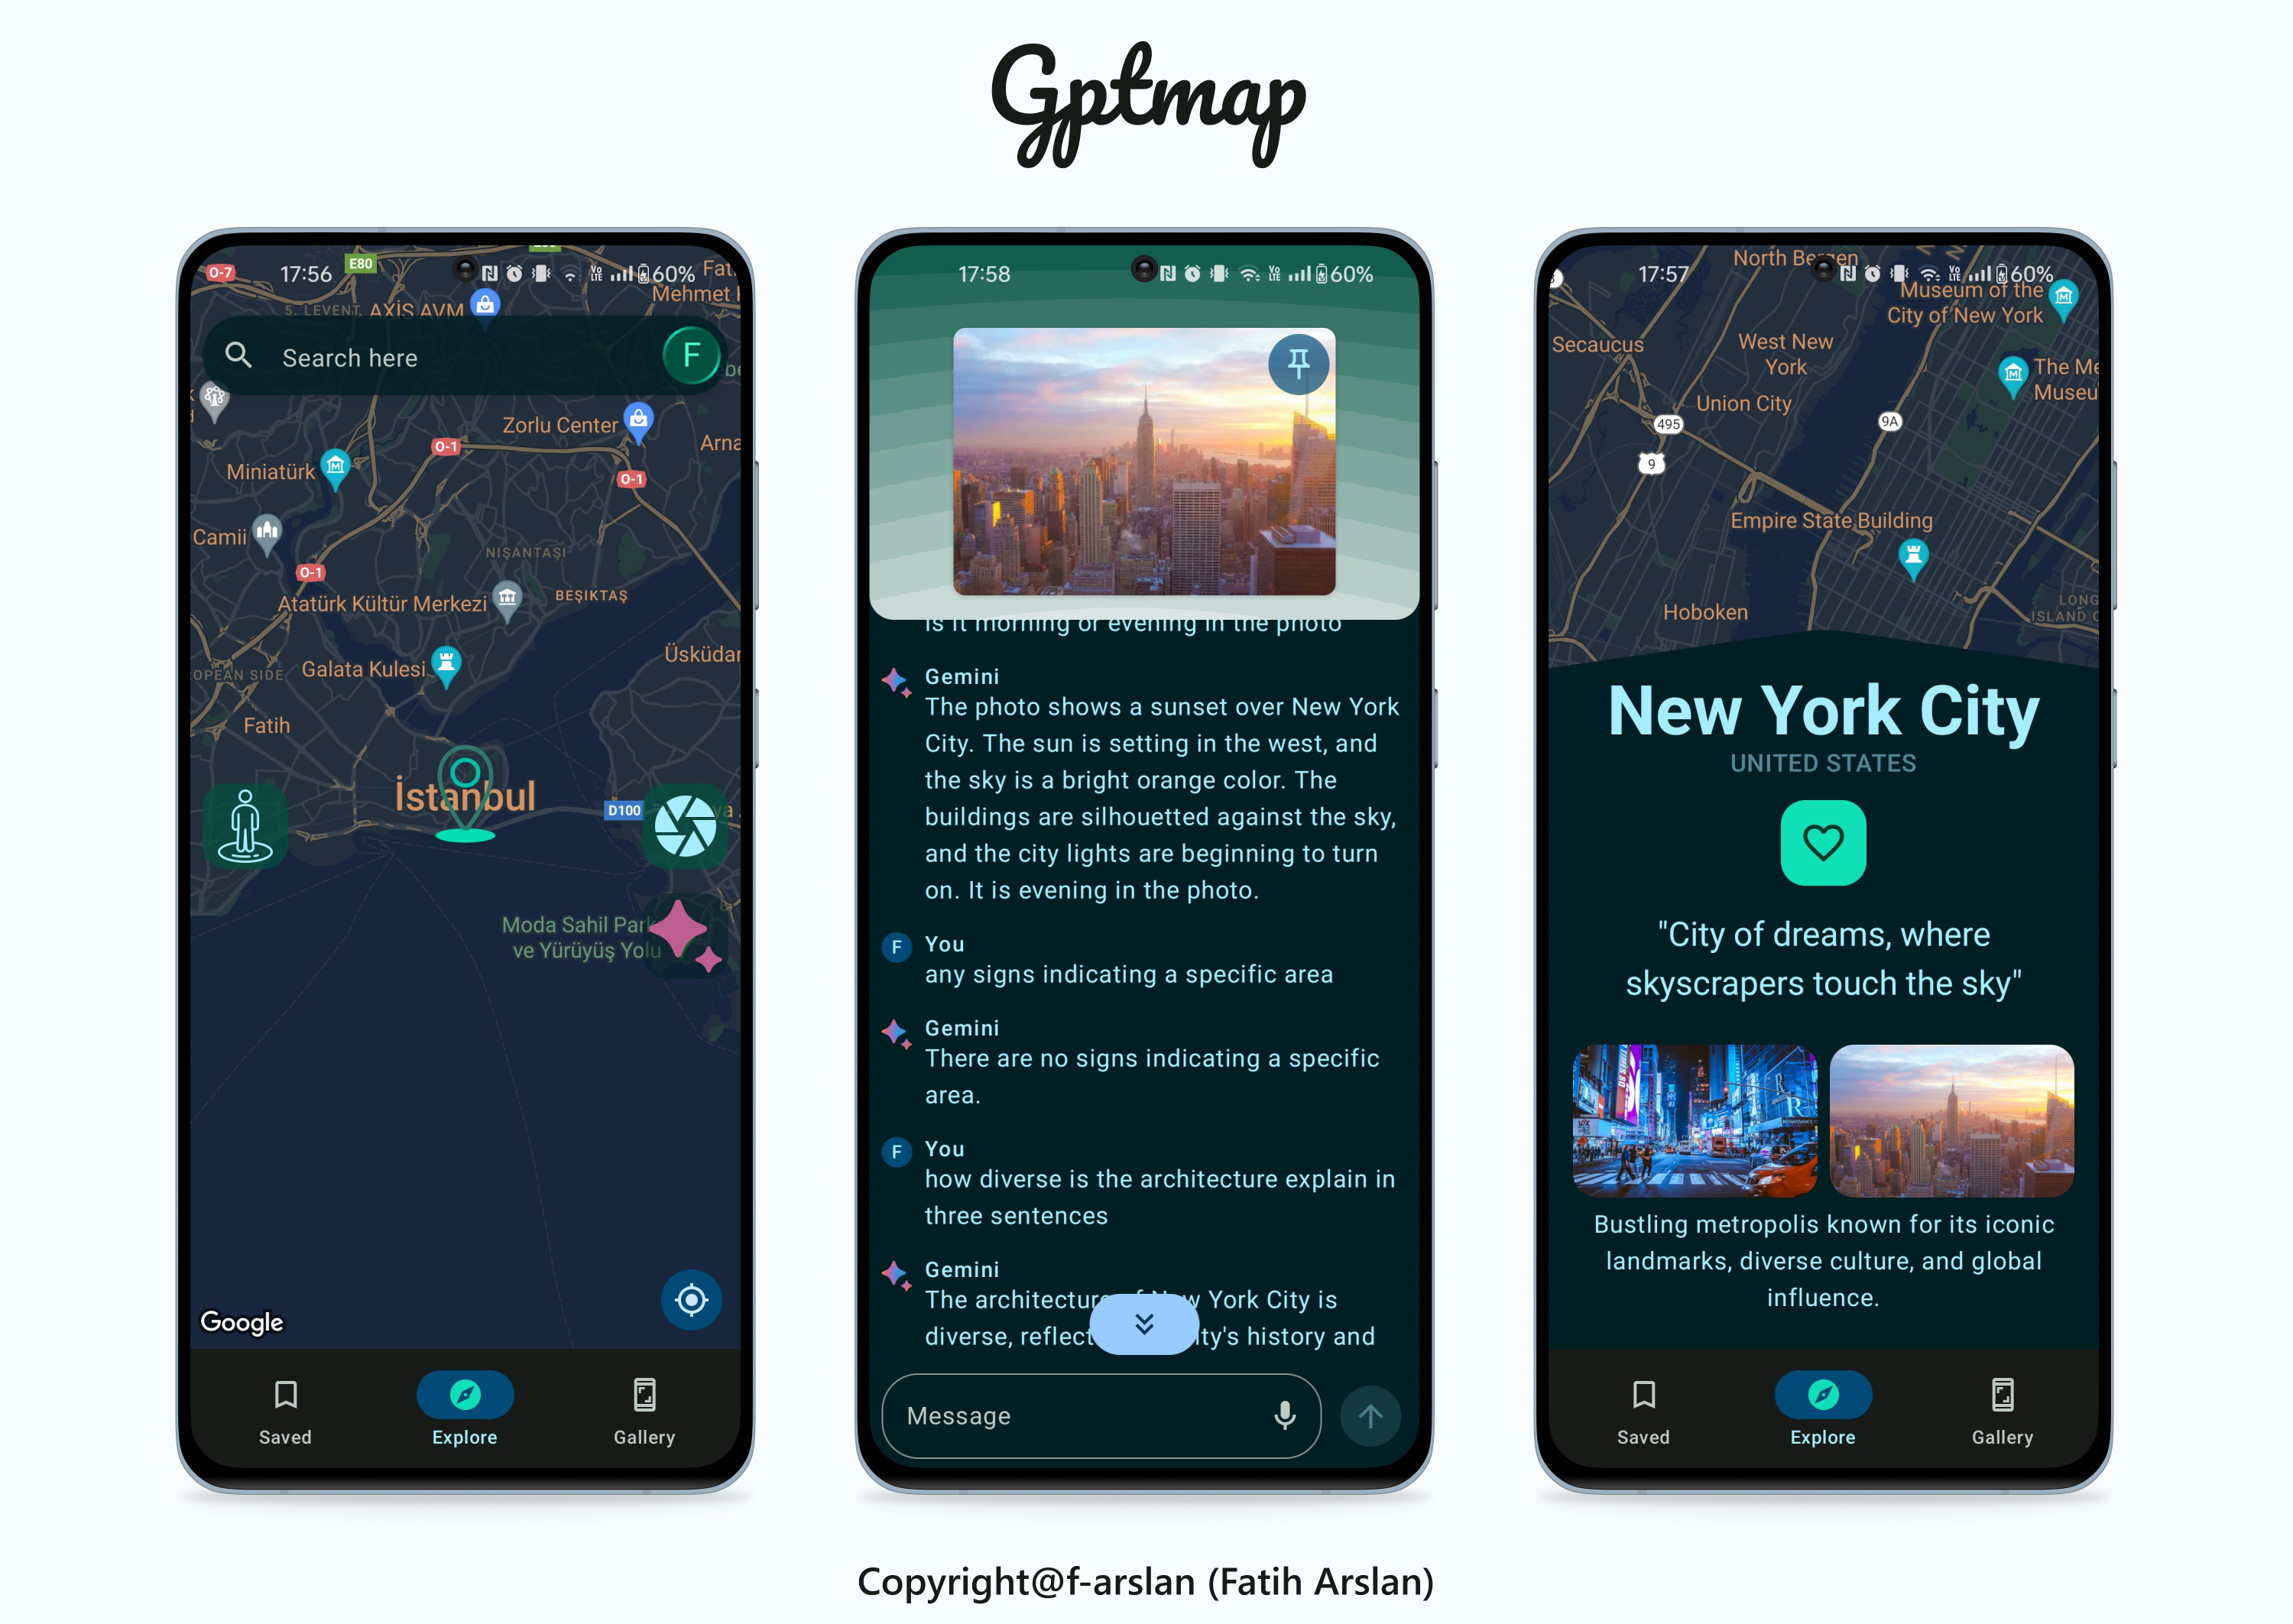 Gptmap
17:56
60%
O-7
E80
Fat
5. LEVENT
AXİS AVM
Mehmet
Search here
F
Zorlu Center
O-1
Arna
Miniatürk
O-1
Camii
NIŞANTAŞI
O-1
Atatürk Kültür Merkezi
BEŞIKTAŞ
Galata Kulesi
Üsküdar
OPEAN SIDE
Fatih
İstanbul
D100
Moda Sahil Park
ve Yürüyüş Yolu
Google
Saved
Explore
Gallery
17:58
60%
is it morning or evening in the photo
Gemini
The photo shows a sunset over New York
City. The sun is setting in the west, and
the sky is a bright orange color. The
buildings are silhouetted against the sky,
and the city lights are beginning to turn
on. It is evening in the photo.
F
You
any signs indicating a specific area
Gemini
There are no signs indicating a specific
area.
F
You
how diverse is the architecture explain in
three sentences
Gemini
The architecture of New York City is
diverse, reflect ity's history and
Message
17:57
60%
North Bergen
Museum of the
City of New York
Secaucus
West New
York
The Me
Museu
Union City
495
9A
9
Empire State Building
Hoboken
LONG
ISLAND C
New York City
UNITED STATES
"City of dreams, where
skyscrapers touch the sky"
Bustling metropolis known for its iconic
landmarks, diverse culture, and global
influence.
Saved
Explore
Gallery
Copyright@f-arslan (Fatih Arslan)